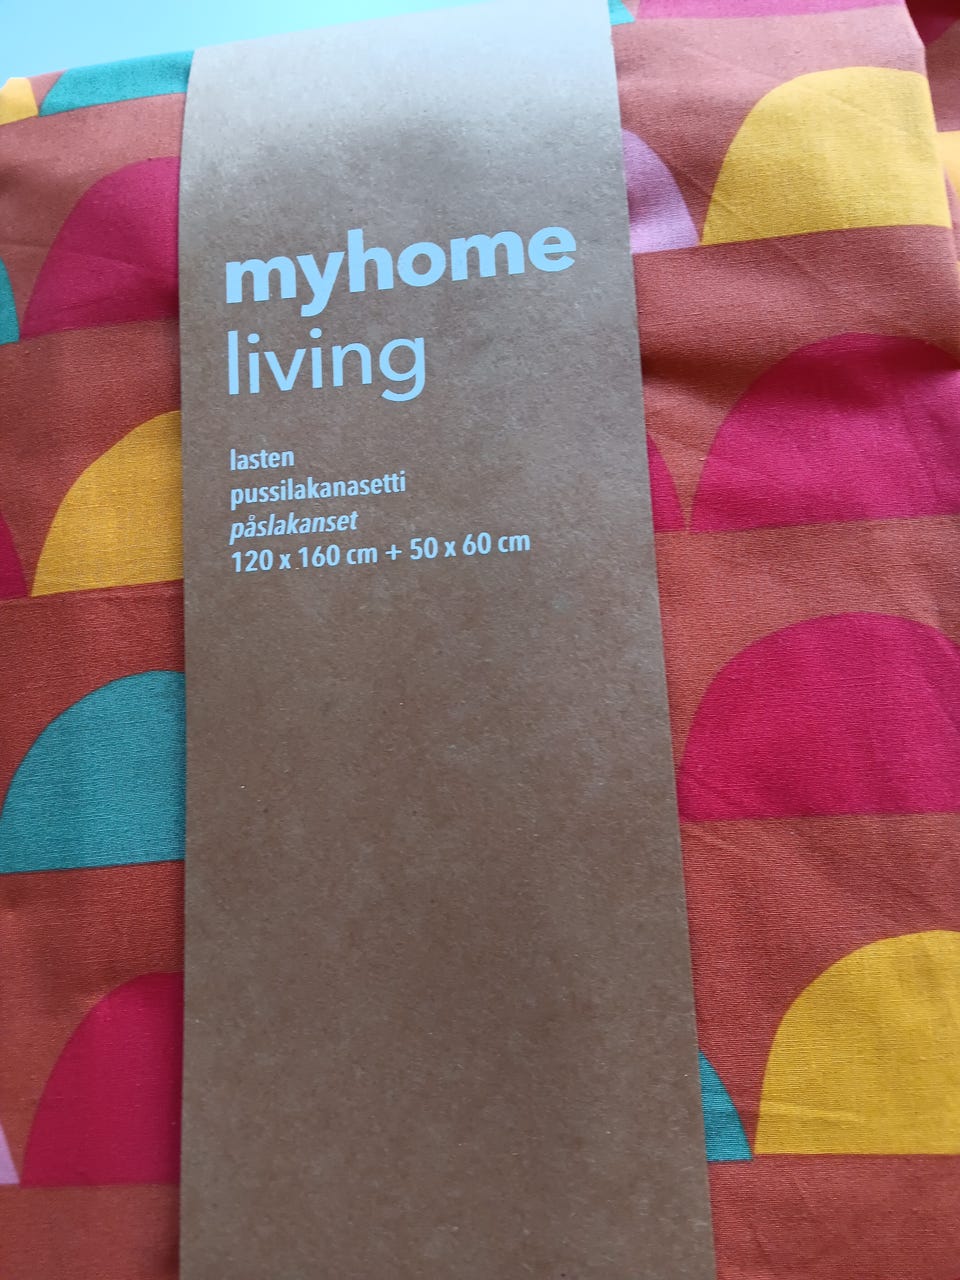 myhome
living
lasten
pussilakanasetti
påslakanset
120 x 160 cm + 50 x 60 cm